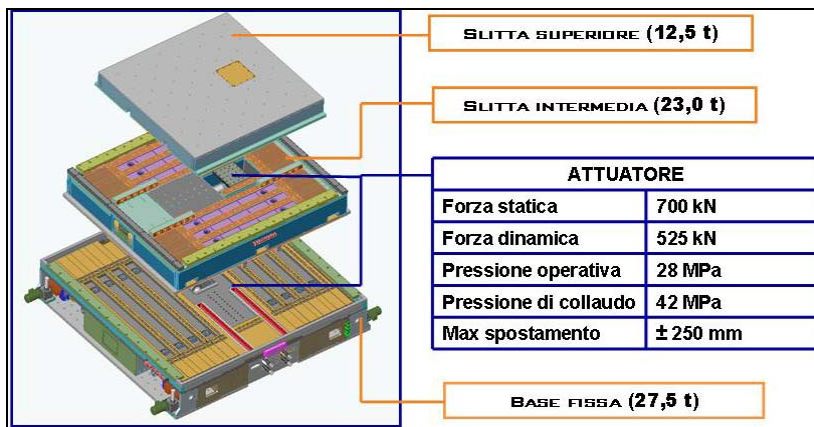 SLITTA SUPERIORE (12,5 t)
SLITTA INTERMEDIA (23,0 t)
ATTUATORE
Forza statica 700 kN
Forza dinamica 525 kN
Pressione operativa 28 MPa
Pressione di collaudo 42 MPa
Max spostamento ± 250 mm
BASE FISSA (27,5 t)